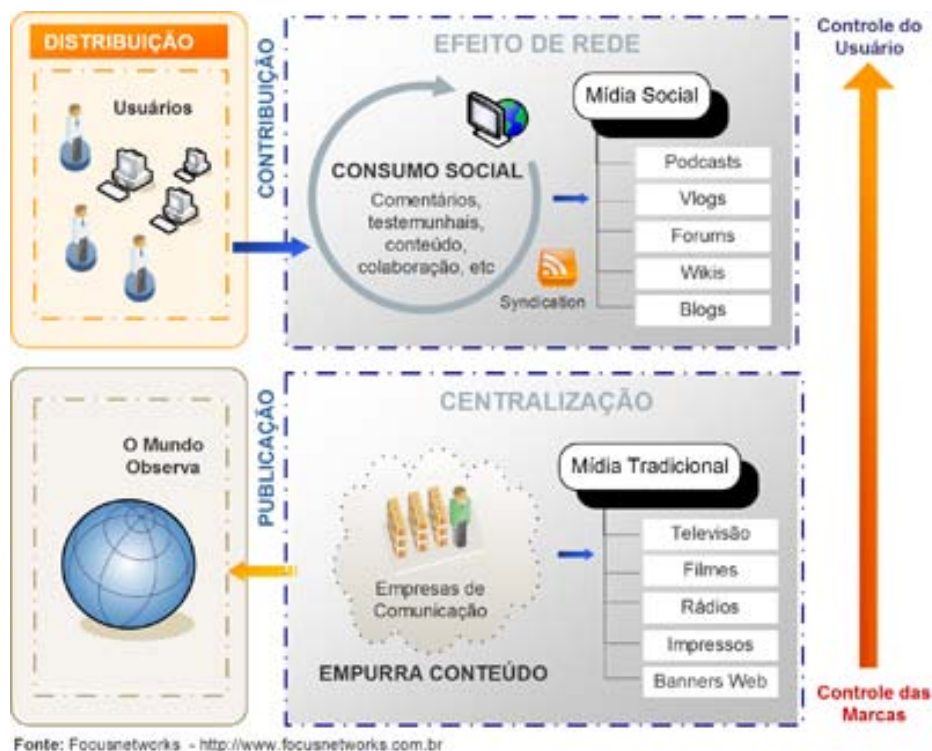 DISTRIBUIÇÃO
Usuários
CONTRIBUIÇÃO
EFEITO DE REDE
CONSUMO SOCIAL
Comentários,
testemunhais,
conteúdo,
colaboração, etc
Syndication
Mídia Social
Podcasts
Vlogs
Forums
Wikis
Blogs
Controle do
Usuário
O Mundo
Observa
PUBLICAÇÃO
CENTRALIZAÇÃO
Empresas de
Comunicação
EMPURRA CONTEÚDO
Mídia Tradicional
Televisão
Filmes
Rádios
Impressos
Banners Web
Controle das
Marcas
Fonte: Focusnetworks - http://www.focusnetworks.com.br